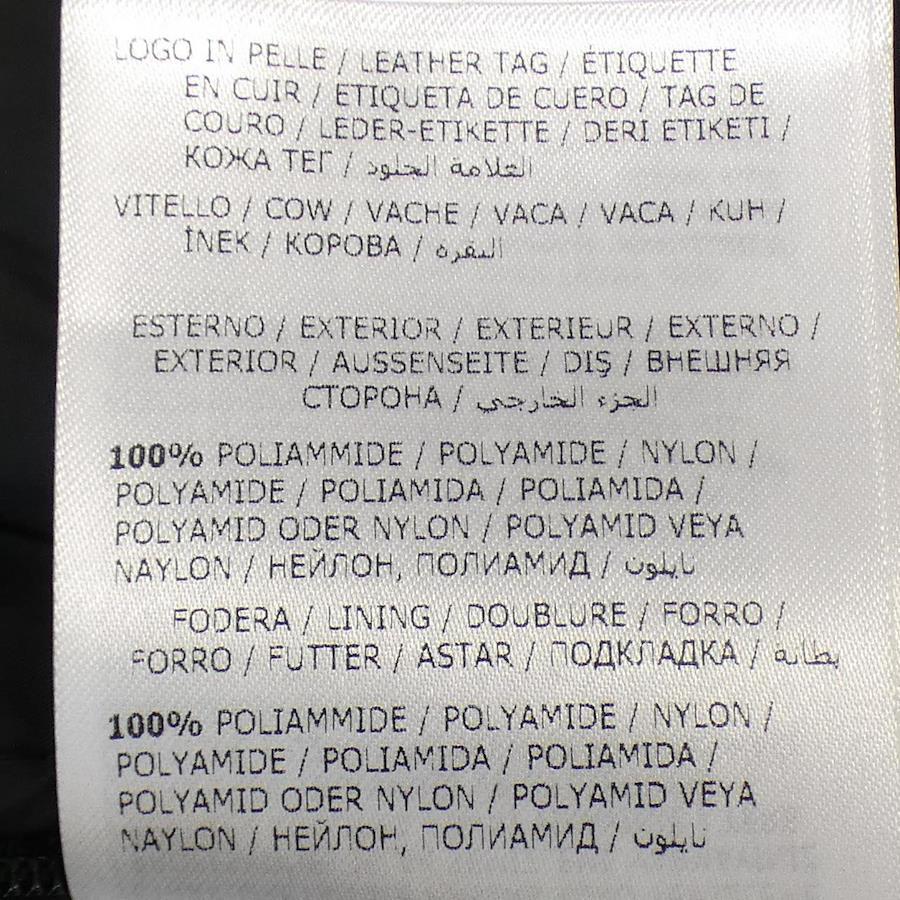 LOGO IN PELLE / LEATHER TAG / ÉTIQUETTE
EN CUIR / ETIQUETA DE CUERO / TAG DE
COURO / LEDER-ETIKETTE / DERI ETIKETI /
КОЖА ТЕГ / العلامة الجلود
VITELLO / COW / VACHE / VACA / VACA / KUH /
İNEK / КОРОВА / البقرة
ESTERNO / EXTERIOR / EXTERIEUR / EXTERNO /
EXTERIOR / AUSSENSEITE / DIŞ / ВНЕШНЯЯ
СТОРОНА / الجزء الخارجي
100% POLIAMMIDE / POLYAMIDE / NYLON /
POLYAMIDE / POLIAMIDA / POLIAMIDA /
POLYAMID ODER NYLON / POLYAMID VEYA
NAYLON / НЕЙЛОН, ПОЛИАМИД / نايلون
FODERA / LINING / DOUBLURE / FORRO /
FORRO / FUTTER / ASTAR / ПОДКЛАДКА / بطانة
100% POLIAMMIDE / POLYAMIDE / NYLON /
POLYAMIDE / POLIAMIDA / POLIAMIDA /
POLYAMID ODER NYLON / POLYAMID VEYA
NAYLON / НЕЙЛОН, ПОЛИАМИД / نايلون